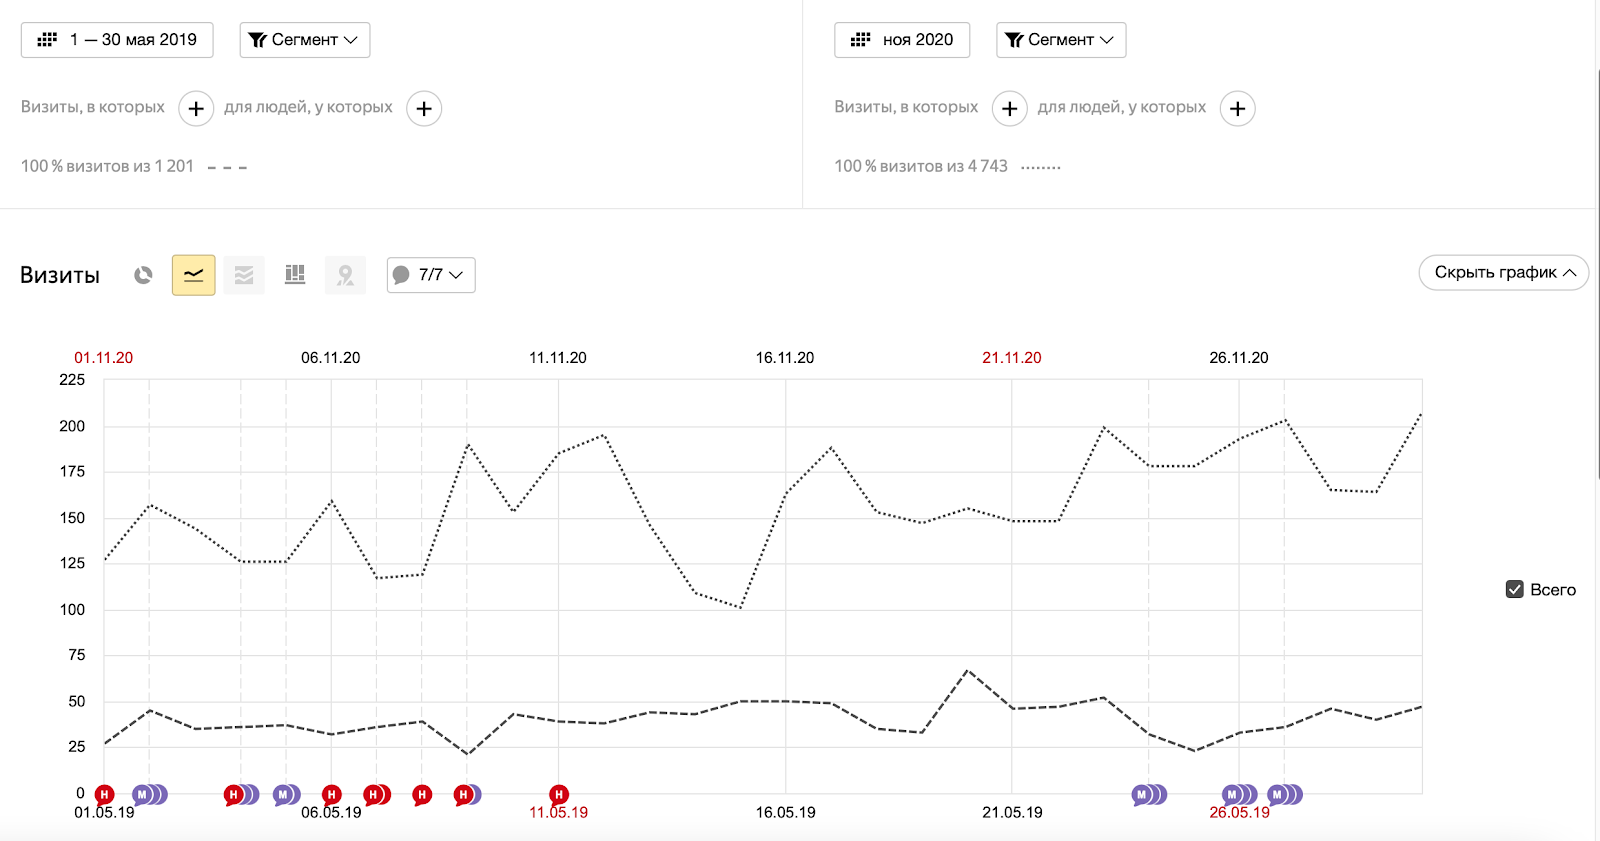 1 — 30 мая 2019
Сегмент
ноя 2020
Сегмент
Визиты, в которых + для людей, у которых +
Визиты, в которых + для людей, у которых +
100 % визитов из 1 201
100 % визитов из 4 743
Визиты
7/7
Скрыть график
01.11.20 06.11.20 11.11.20 16.11.20 21.11.20 26.11.20
225
200
175
150
125
100
75
50
25
0
Всего
Н М Н М Н Н Н Н Н М М М
01.05.19 06.05.19 11.05.19 16.05.19 21.05.19 26.05.19